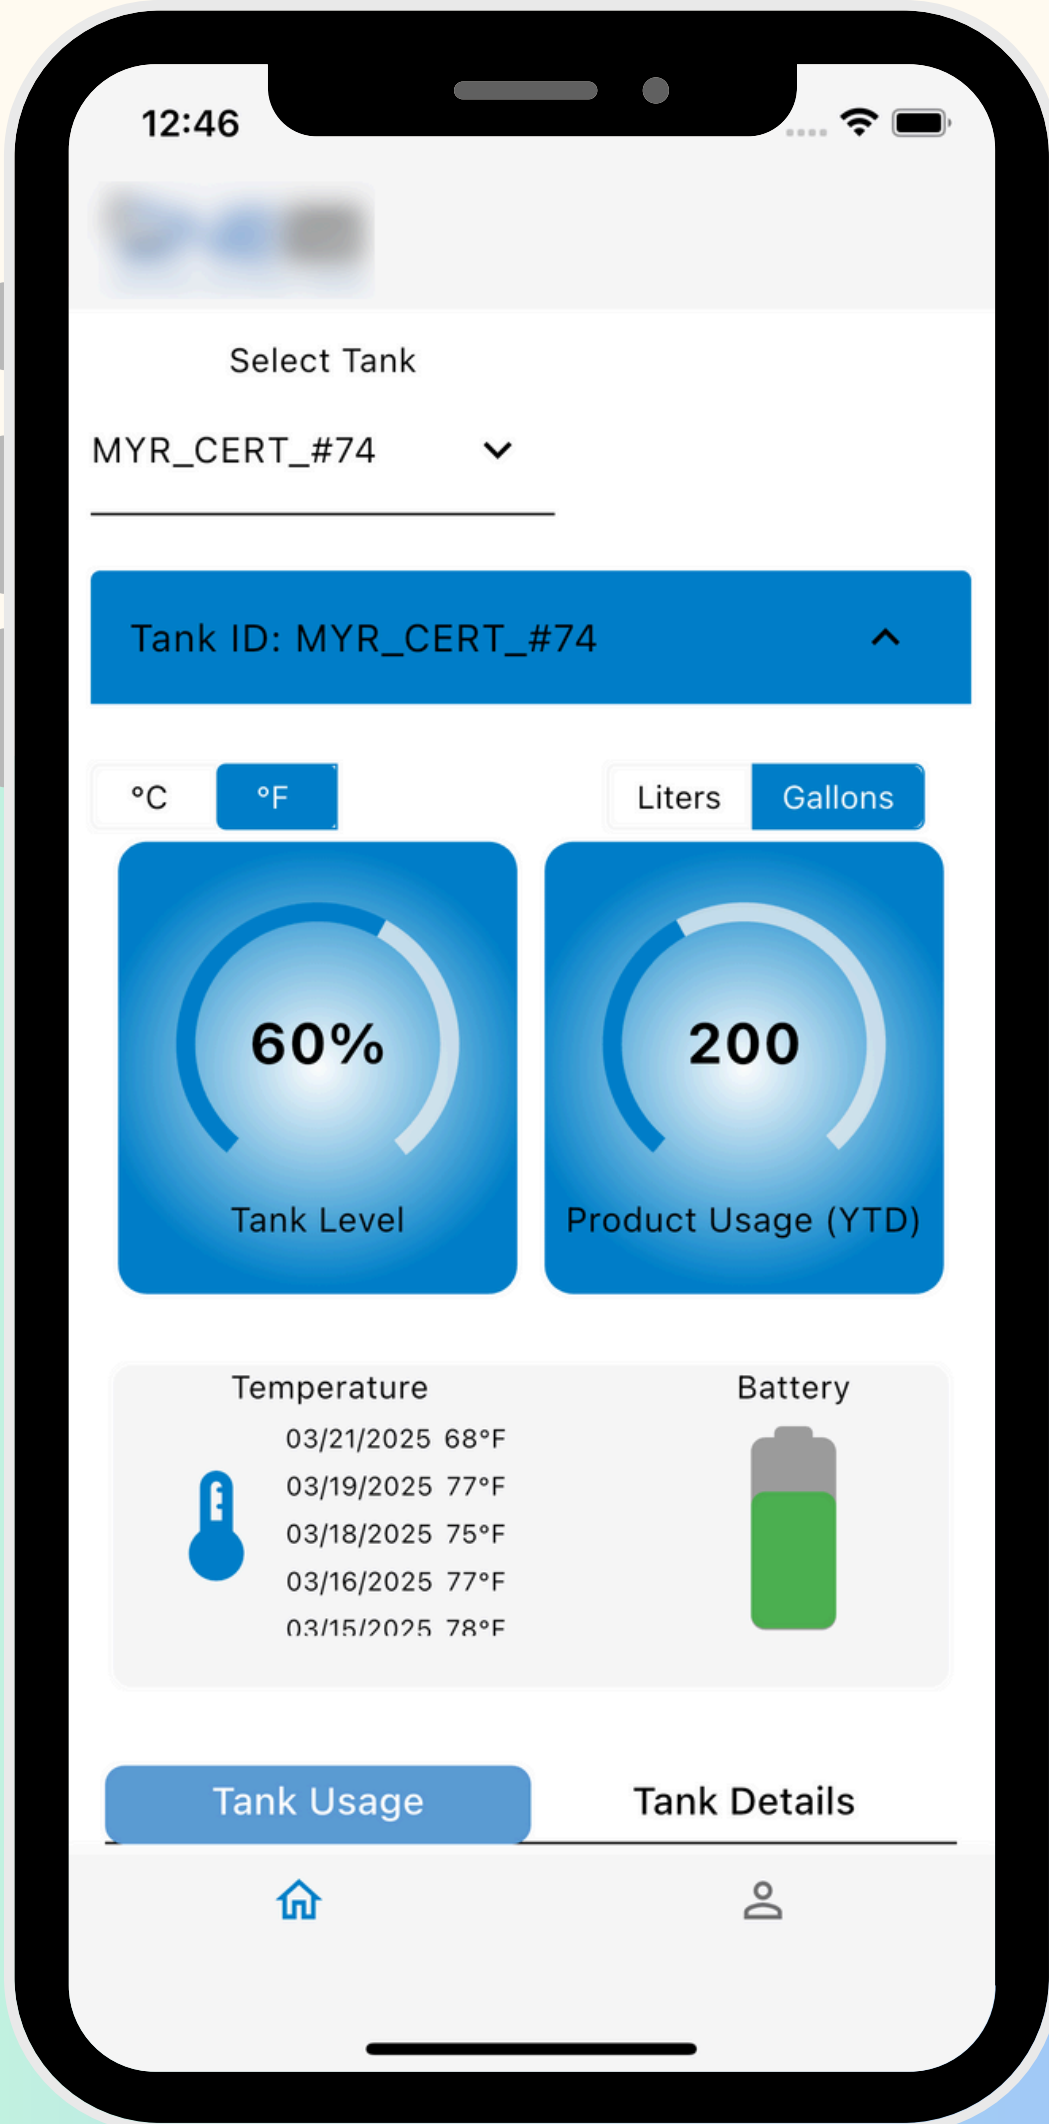 12:46
Select Tank
MYR_CERT_#74
Tank ID: MYR_CERT_#74
°C °F Liters Gallons
60% 200
Tank Level Product Usage (YTD)
Temperature Battery
03/21/2025 68°F
03/19/2025 77°F
03/18/2025 75°F
03/16/2025 77°F
03/15/2025 78°F
Tank Usage Tank Details